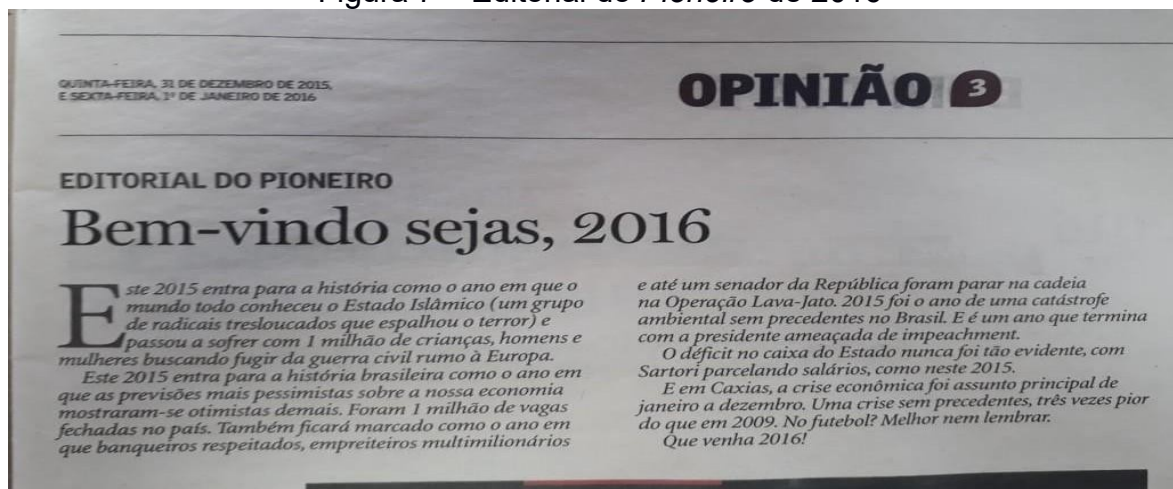 Editorial do Pioneiro de 2016
QUINTA-FEIRA, 31 DE DEZEMBRO DE 2015,
E SEXTA-FEIRA, 1º DE JANEIRO DE 2016
OPINIÃO 3
EDITORIAL DO PIONEIRO
Bem-vindo sejas, 2016
Este 2015 entra para a história como o ano em que o
mundo todo conheceu o Estado Islâmico (um grupo
de radicais tresloucados que espalhou o terror) e
passou a sofrer com 1 milhão de crianças, homens e
mulheres buscando fugir da guerra civil rumo à Europa.
Este 2015 entra para a história brasileira como o ano em
que as previsões mais pessimistas sobre a nossa economia
mostraram-se otimistas demais. Foram 1 milhão de vagas
fechadas no país. Também ficará marcado como o ano em
que banqueiros respeitados, empreiteiros multimilionários
e até um senador da República foram parar na cadeia
na Operação Lava-Jato. 2015 foi o ano de uma catástrofe
ambiental sem precedentes no Brasil. E é um ano que termina
com a presidente ameaçada de impeachment.
O déficit no caixa do Estado nunca foi tão evidente, com
Sartori parcelando salários, como neste 2015.
E em Caxias, a crise econômica foi assunto principal de
janeiro a dezembro. Uma crise sem precedentes, três vezes pior
do que em 2009. No futebol? Melhor nem lembrar.
Que venha 2016!